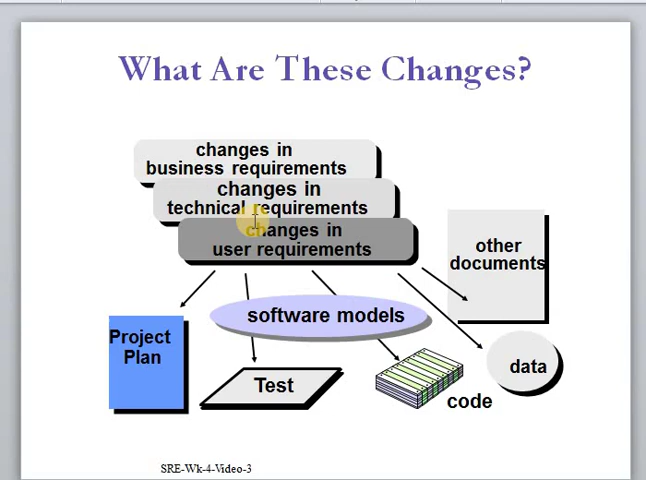 What Are These Changes?
changes in
business requirements
changes in
technical requirements
changes in
user requirements
other
documents
software models
Project
Plan
Test
code
data
SRE-Wk-4-Video-3